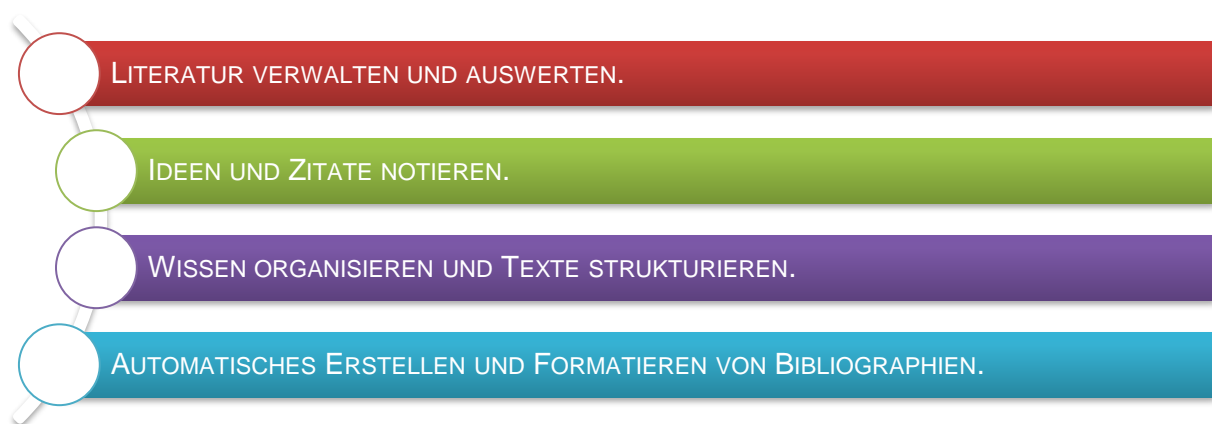 Literatur verwalten und auswerten.
Ideen und Zitate notieren.
Wissen organisieren und Texte strukturieren.
Automatisches Erstellen und Formatieren von Bibliographien.